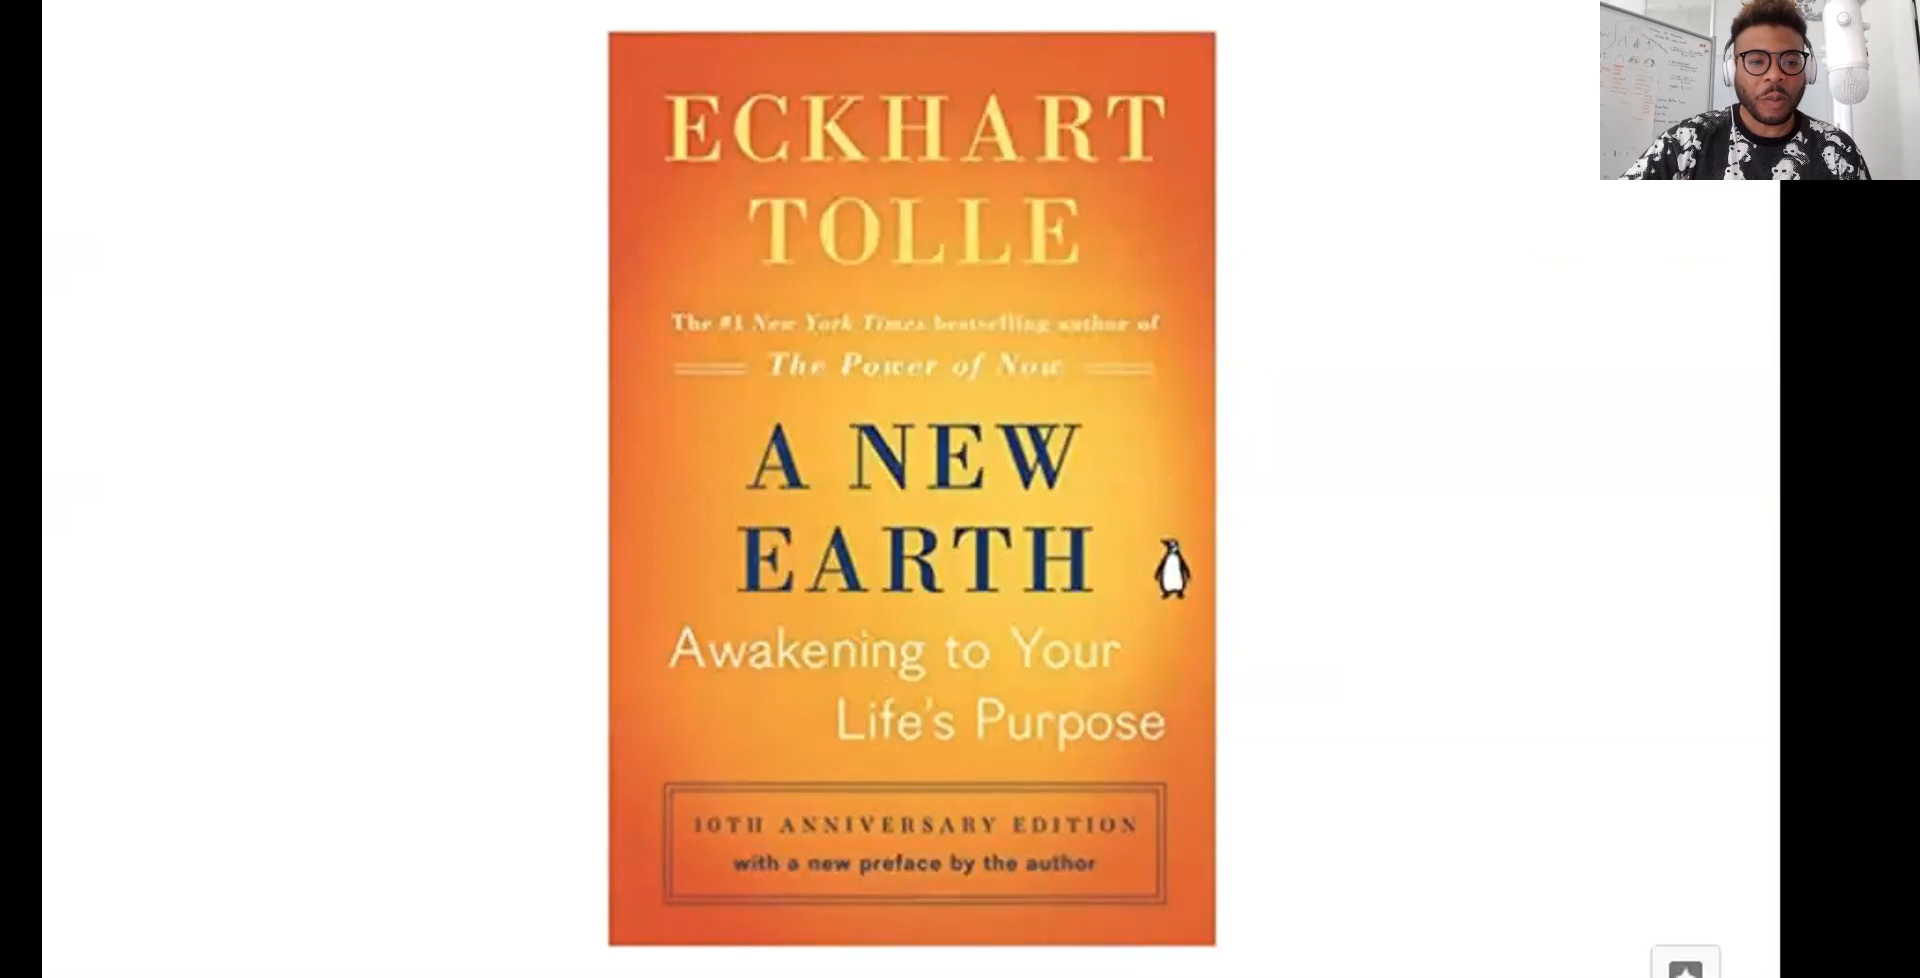 ECKHART
TOLLE
The #1 New York Times bestselling author of
The Power of Now
A NEW
EARTH
Awakening to Your
Life's Purpose
10TH ANNIVERSARY EDITION
with a new preface by the author